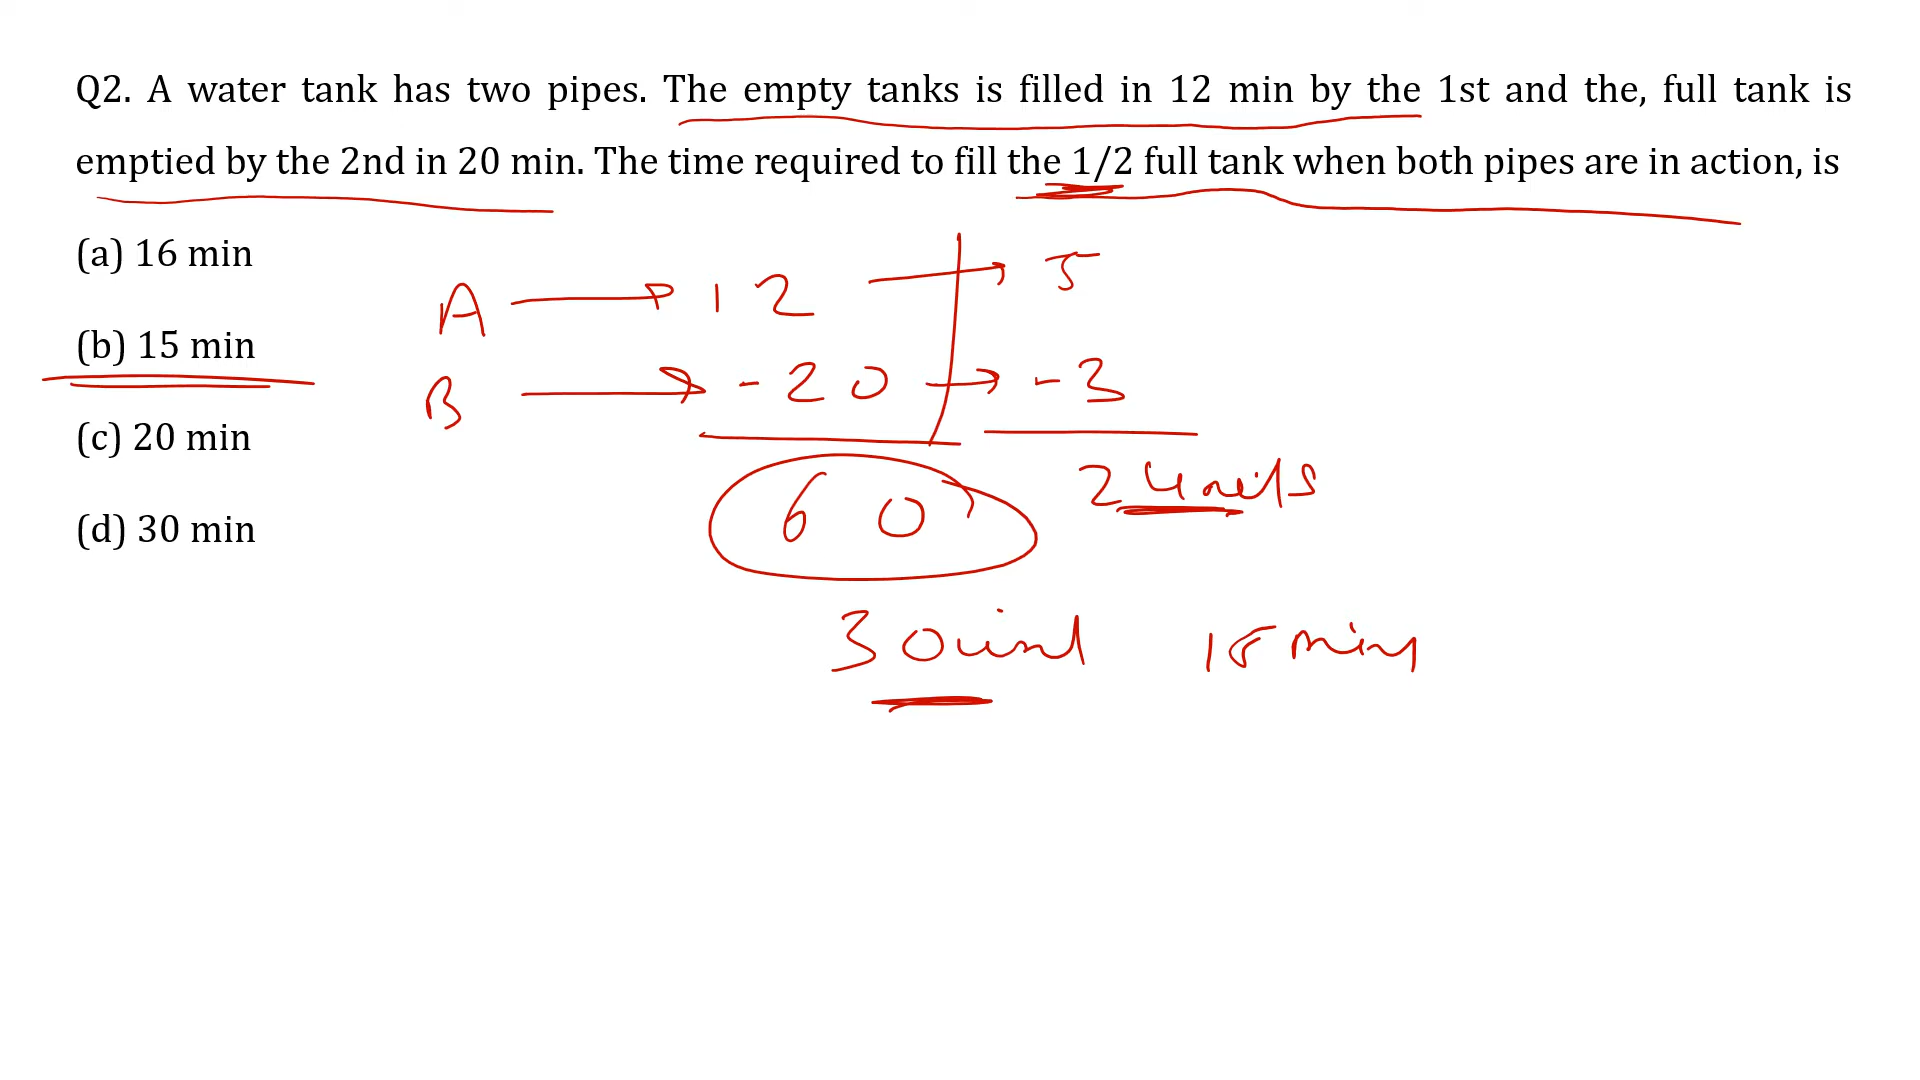 Q2. A water tank has two pipes. The empty tanks is filled in 12 min by the 1st and the, full tank is
emptied by the 2nd in 20 min. The time required to fill the 1/2 full tank when both pipes are in action, is
(a) 16 min
A → 12 → 5
(b) 15 min
B → -20 → -3
(c) 20 min
60 2 units
(d) 30 min
30 unit 15 min